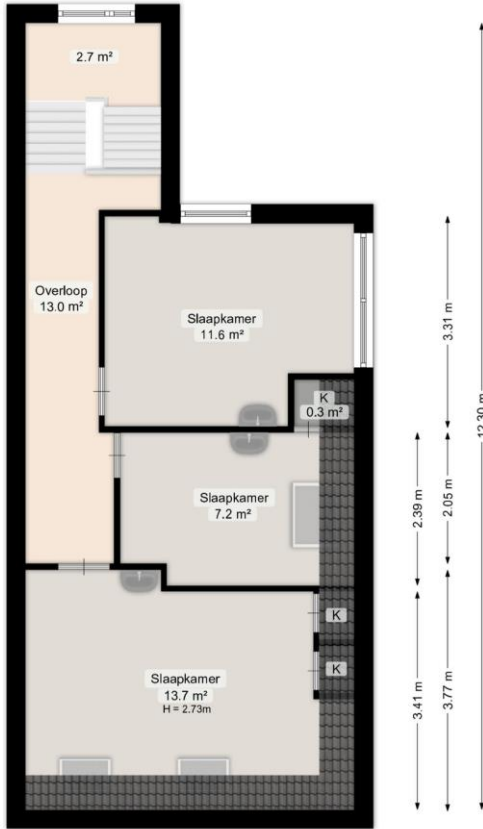 2.7 m²
Overloop
13.0 m²
Slaapkamer
11.6 m²
K
0.3 m²
Slaapkamer
7.2 m²
K
K
Slaapkamer
13.7 m²
H = 2.73m
3.31 m
12.30 m
2.39 m
2.05 m
3.41 m
3.77 m